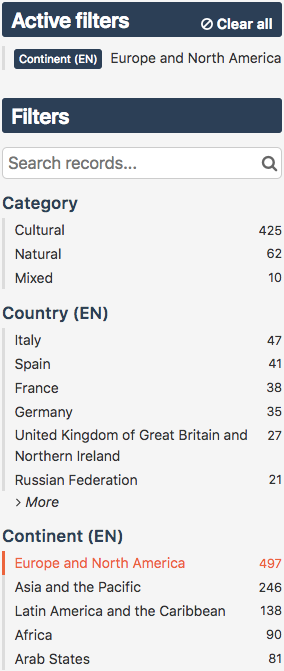 Active filters Clear all
Continent (EN) Europe and North America
Filters
Search records...
Category
Cultural 425
Natural 62
Mixed 10
Country (EN)
Italy 47
Spain 41
France 38
Germany 35
United Kingdom of Great Britain and 27
Northern Ireland
Russian Federation 21
> More
Continent (EN)
Europe and North America 497
Asia and the Pacific 246
Latin America and the Caribbean 138
Africa 90
Arab States 81